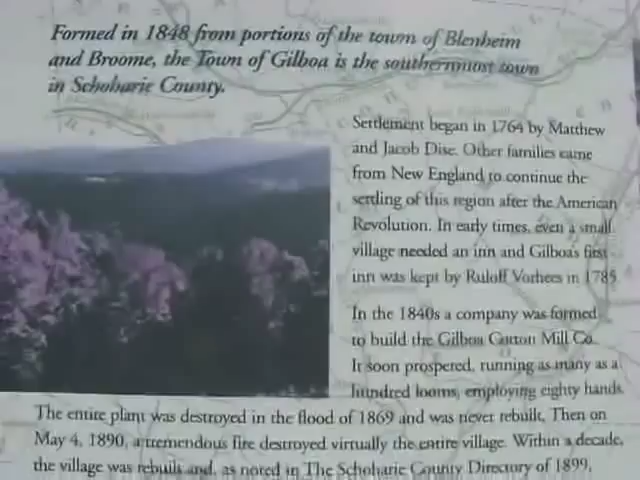 Formed in 1848 from portions of the town of Blenheim
and Broome, the Town of Gilboa is the southernmost town
in Schoharie County.
Settlement began in 1764 by Matthew
and Jacob Dise. Other families came
from New England to continue the
settling of this region after the American
Revolution. In early times, even a small
village needed an inn and Gilboa's first
inn was kept by Ruloff Vorhees in 1785.
In the 1840s a company was formed
to build the Gilboa Cotton Mill Co.
It soon prospered, running as many as a
hundred looms, employing eighty hands.
The entire plant was destroyed in the flood of 1869 and was never rebuilt. Then on
May 4, 1890, a tremendous fire destroyed virtually the entire village. Within a decade,
the village was rebuilt and, as noted in The Schoharie County Directory of 1899,